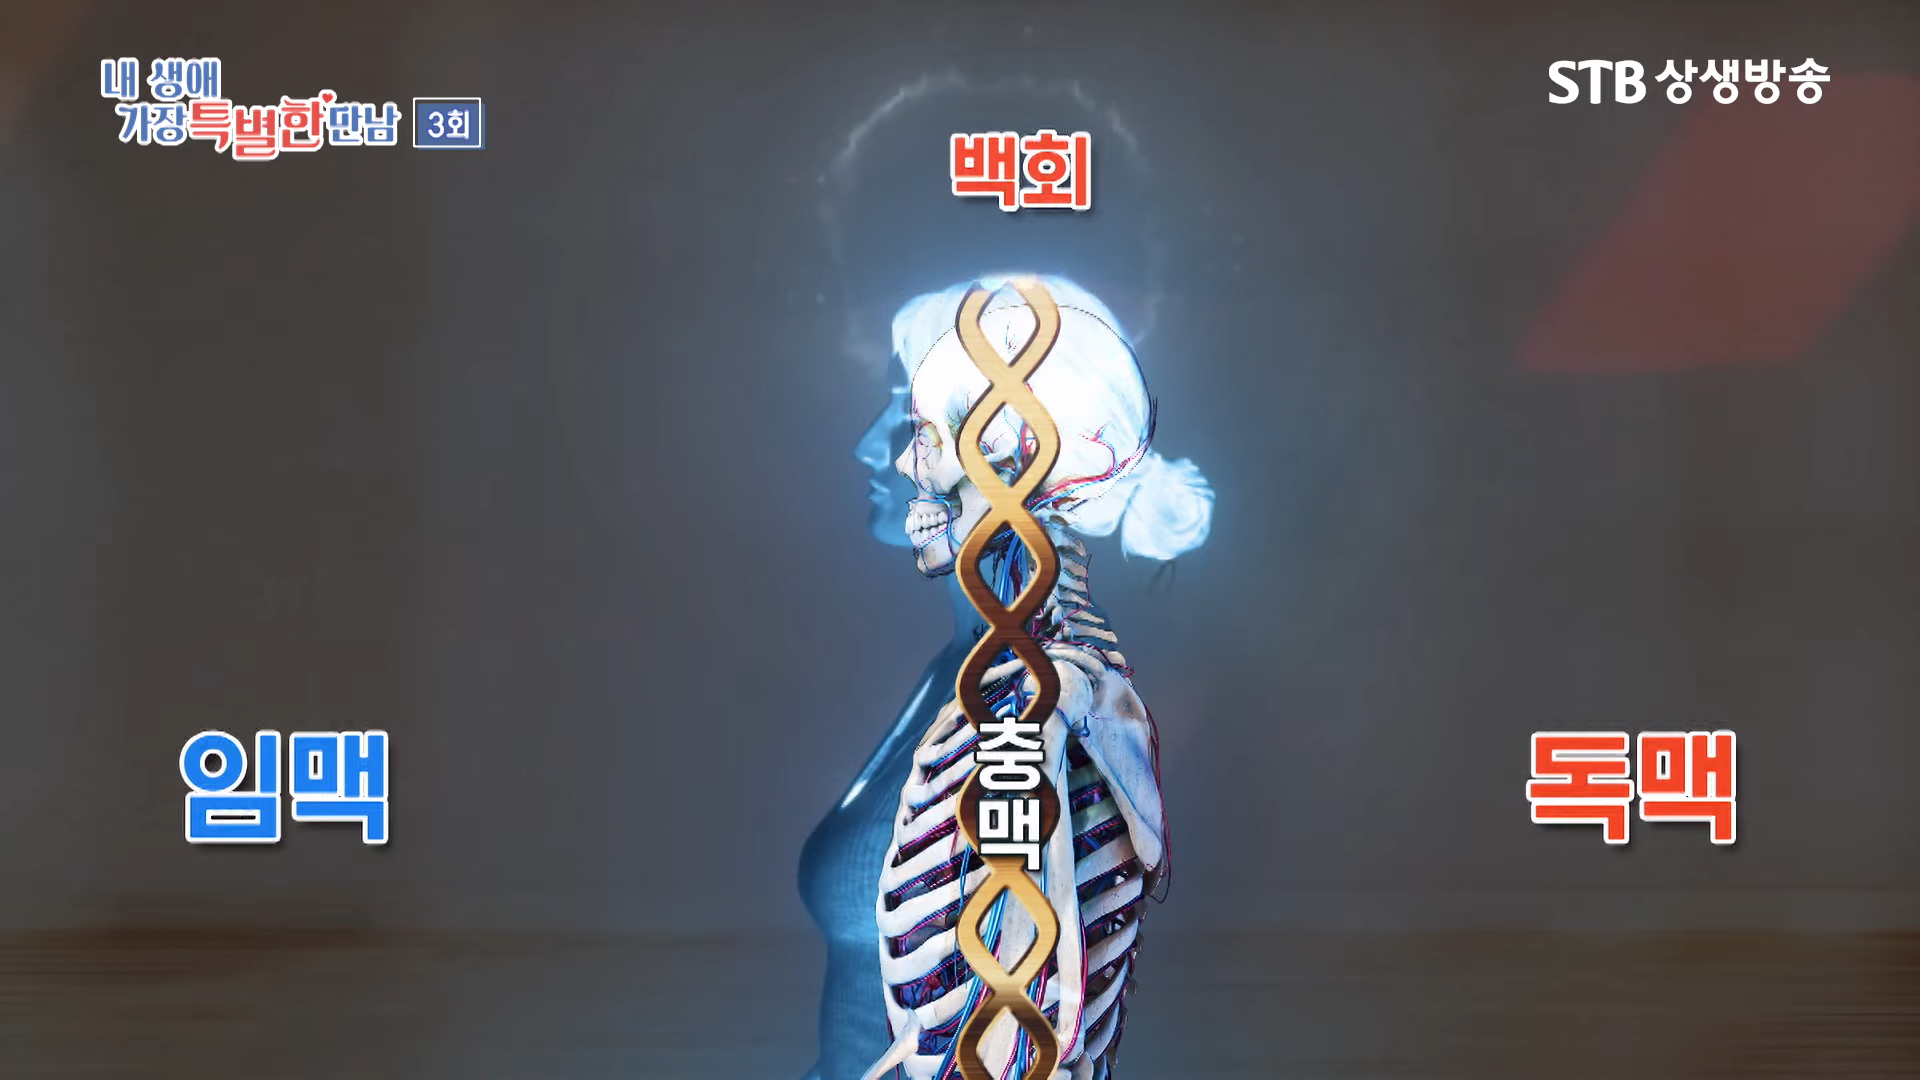 내 생애
가장 특별한 만남 3회
STB 상생방송
백회
임맥
독맥
충맥